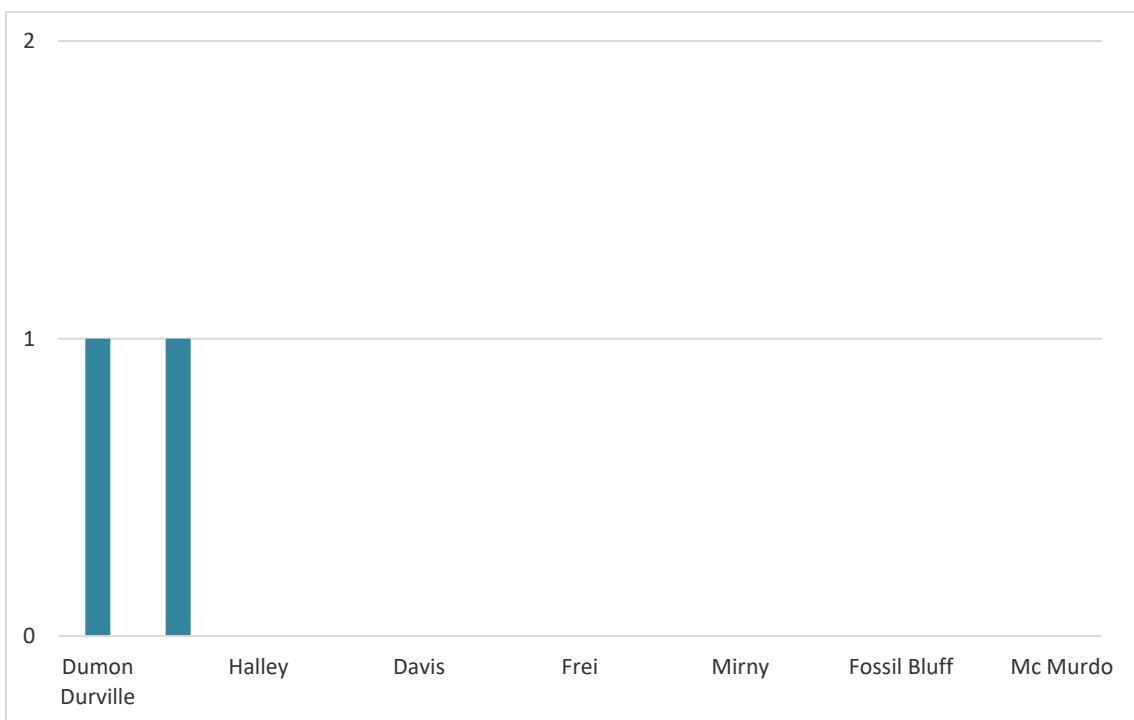 2
1
0
Dumon
Durville
Halley
Davis
Frei
Mirny
Fossil Bluff
Mc Murdo